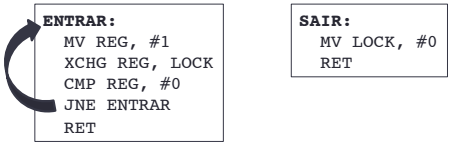 ENTRAR:
MV REG, #1
XCHG REG, LOCK
CMP REG, #0
JNE ENTRAR
RET
SAIR:
MV LOCK, #0
RET